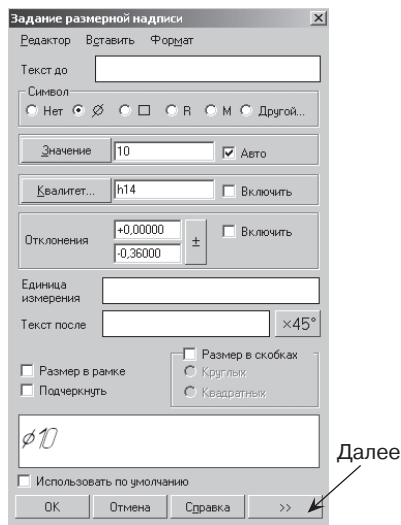 Задание размерной надписи
Редактор Вставить Формат
Текст до
Символ
Нет ⌀ □ R M Другой...
Значение 10 Авто
Квалитет... h14 Включить
+0,00000
Отклонения ± Включить
-0,36000
Единица
измерения
Текст после ×45°
Размер в скобках
Размер в рамке Круглых
Подчеркнуть Квадратных
⌀10
Далее
Использовать по умолчанию
OK Отмена Справка >>